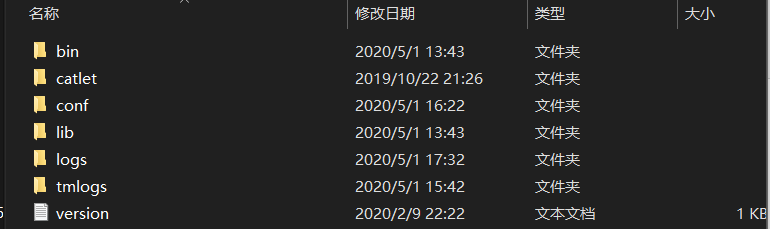 名称 修改日期 类型 大小
bin 2020/5/1 13:43 文件夹
catlet 2019/10/22 21:26 文件夹
conf 2020/5/1 16:22 文件夹
lib 2020/5/1 13:43 文件夹
logs 2020/5/1 17:32 文件夹
tmlogs 2020/5/1 15:42 文件夹
version 2020/2/9 22:22 文本文档 1 KB